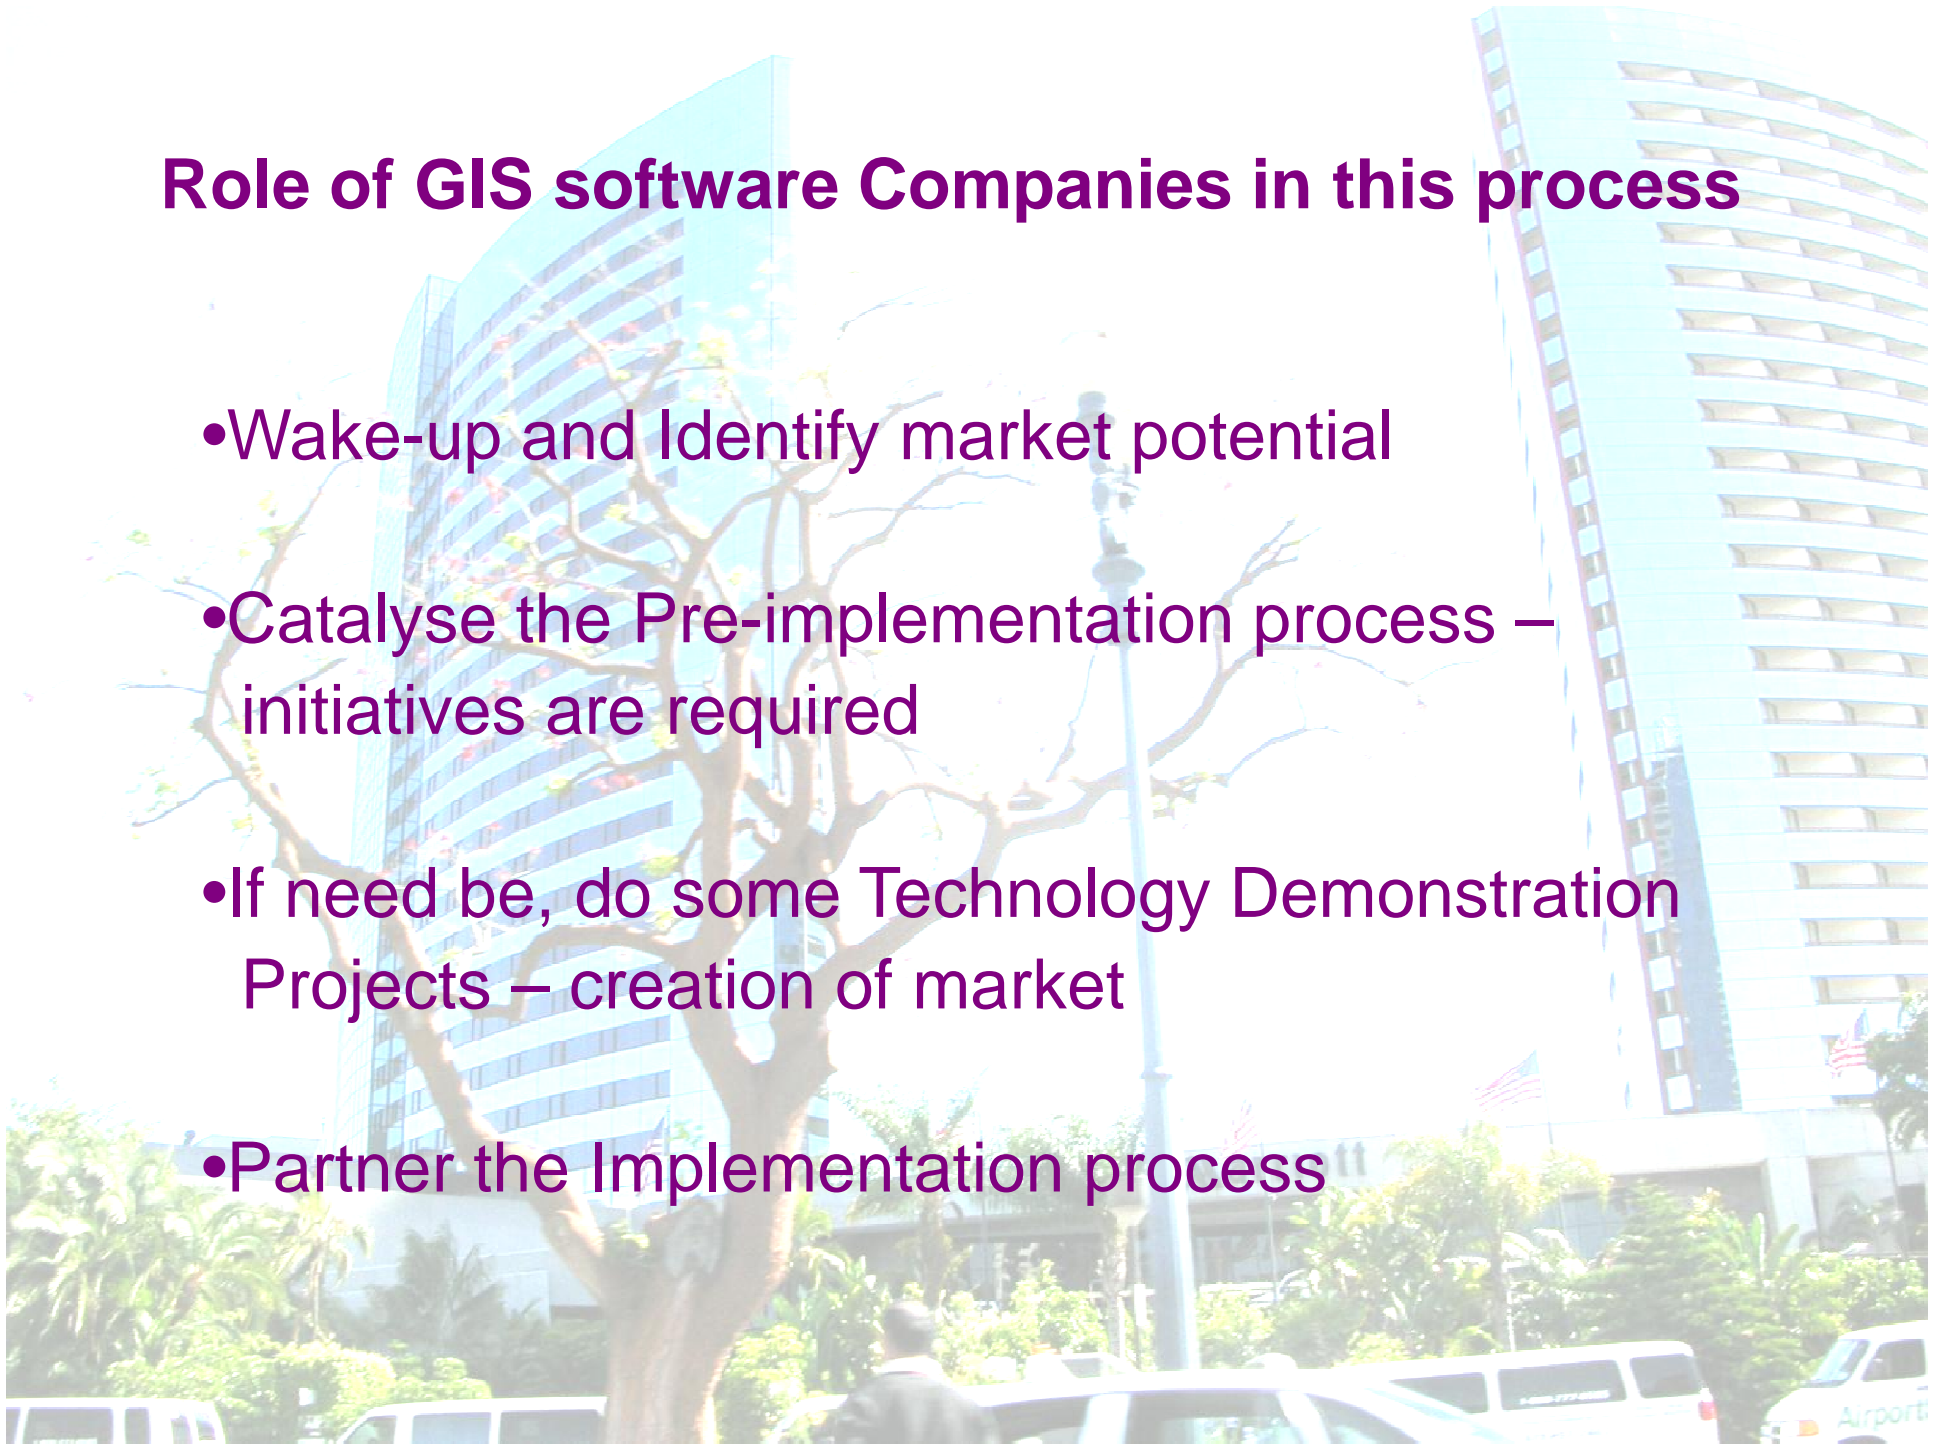 Role of GIS software Companies in this process
•Wake-up and Identify market potential
•Catalyse the Pre-implementation process –
initiatives are required
•If need be, do some Technology Demonstration
Projects – creation of market
•Partner the Implementation process
Airport